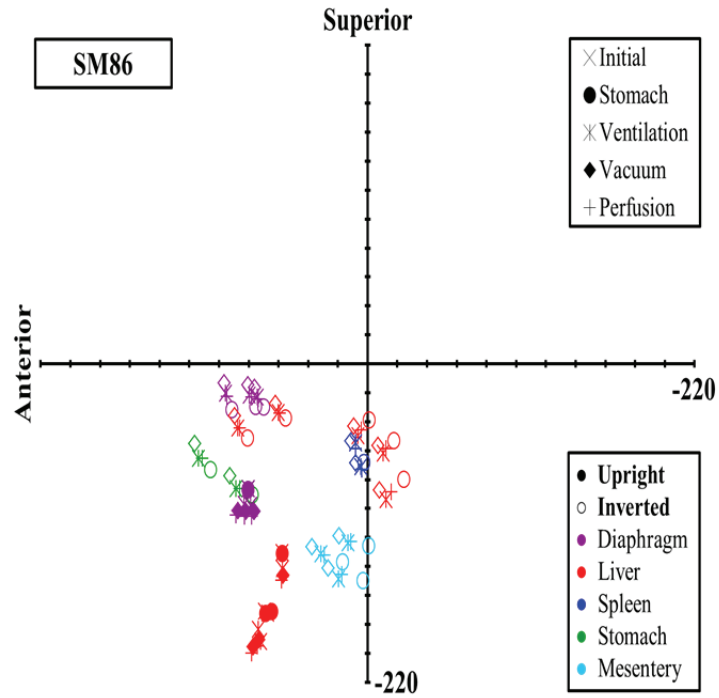 Superior
SM86
Initial
Stomach
Ventilation
Vacuum
Perfusion
Anterior
-220
Upright
Inverted
Diaphragm
Liver
Spleen
Stomach
Mesentery
-220